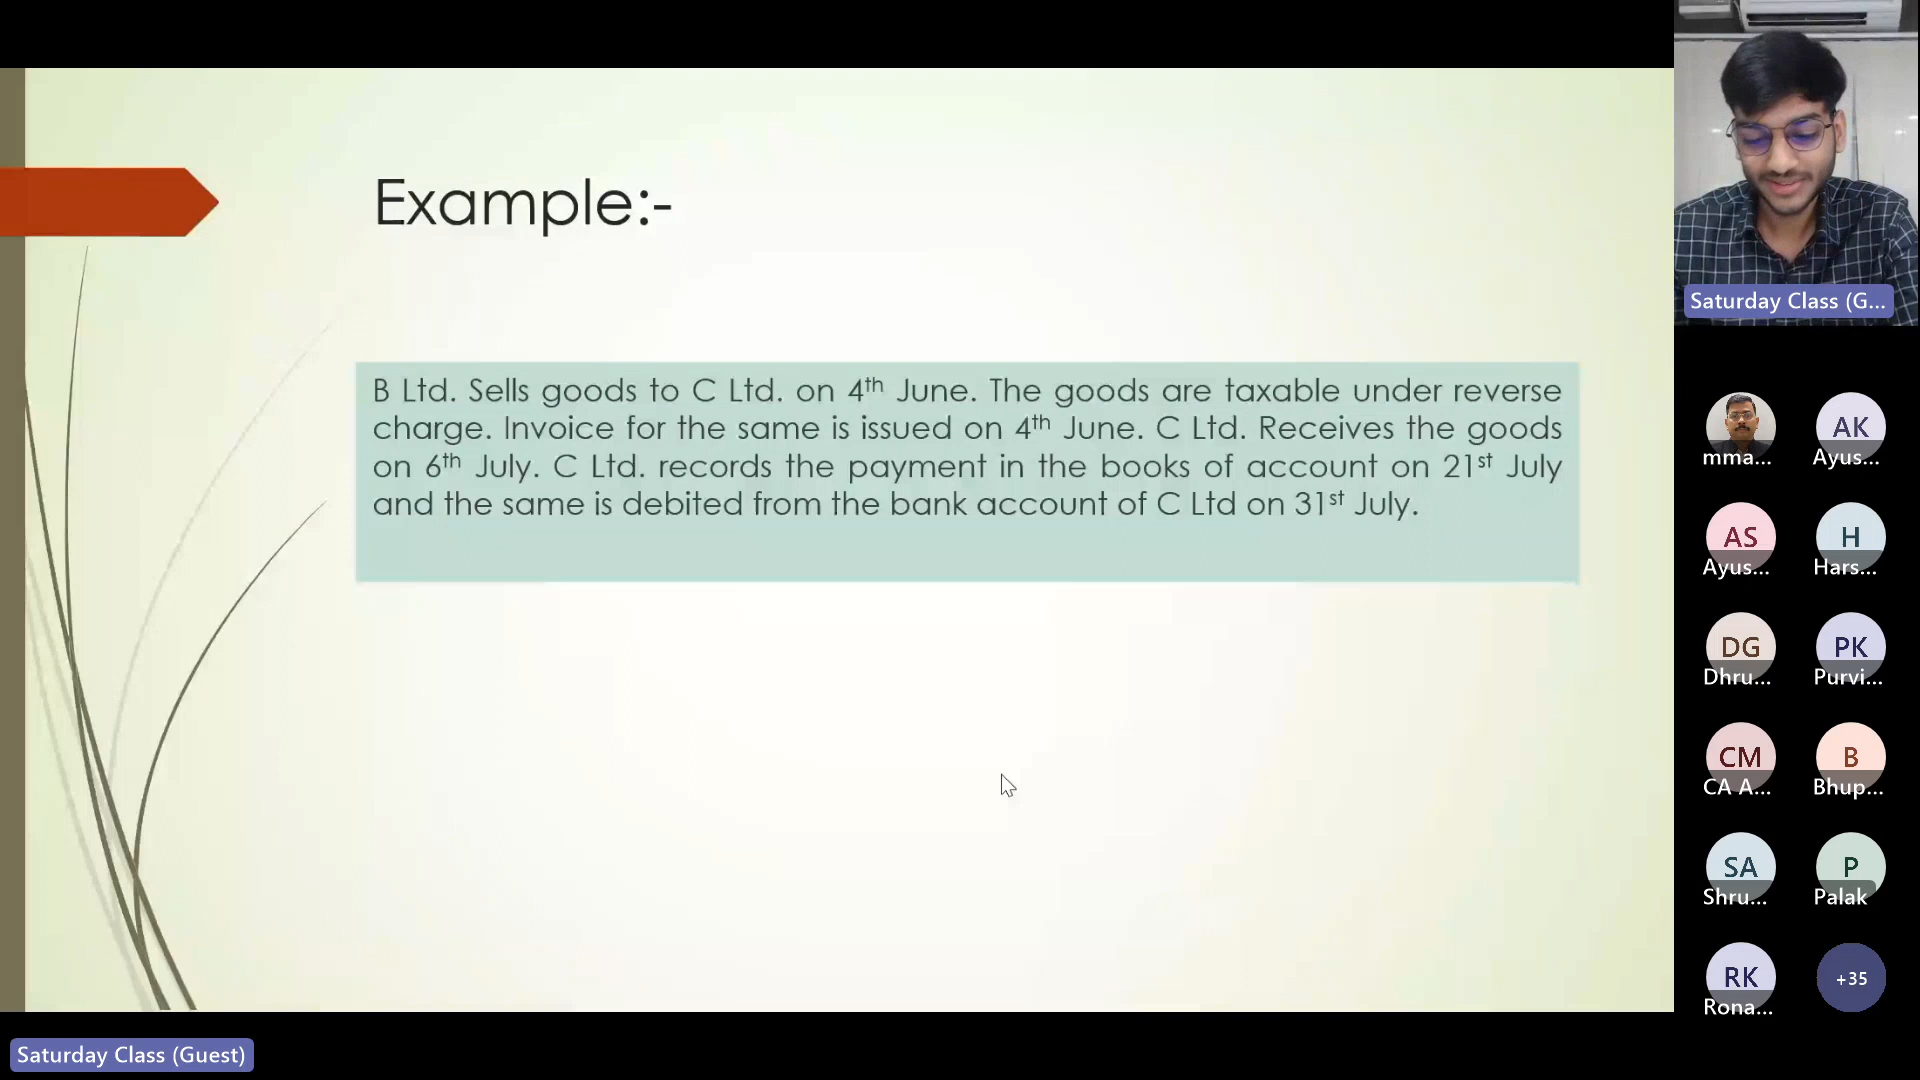 Example:-
B Ltd. Sells goods to C Ltd. on 4th June. The goods are taxable under reverse
charge. Invoice for the same is issued on 4th June. C Ltd. Receives the goods
on 6th July. C Ltd. records the payment in the books of account on 21st July
and the same is debited from the bank account of C Ltd on 31st July.
Saturday Class (G...
mma...
AK
Ayus...
AS
Ayus...
H
Hars...
DG
Dhru...
PK
Purvi...
CM
CA A...
B
Bhup...
SA
Shru...
P
Palak
RK
Rona...
+35
Saturday Class (Guest)